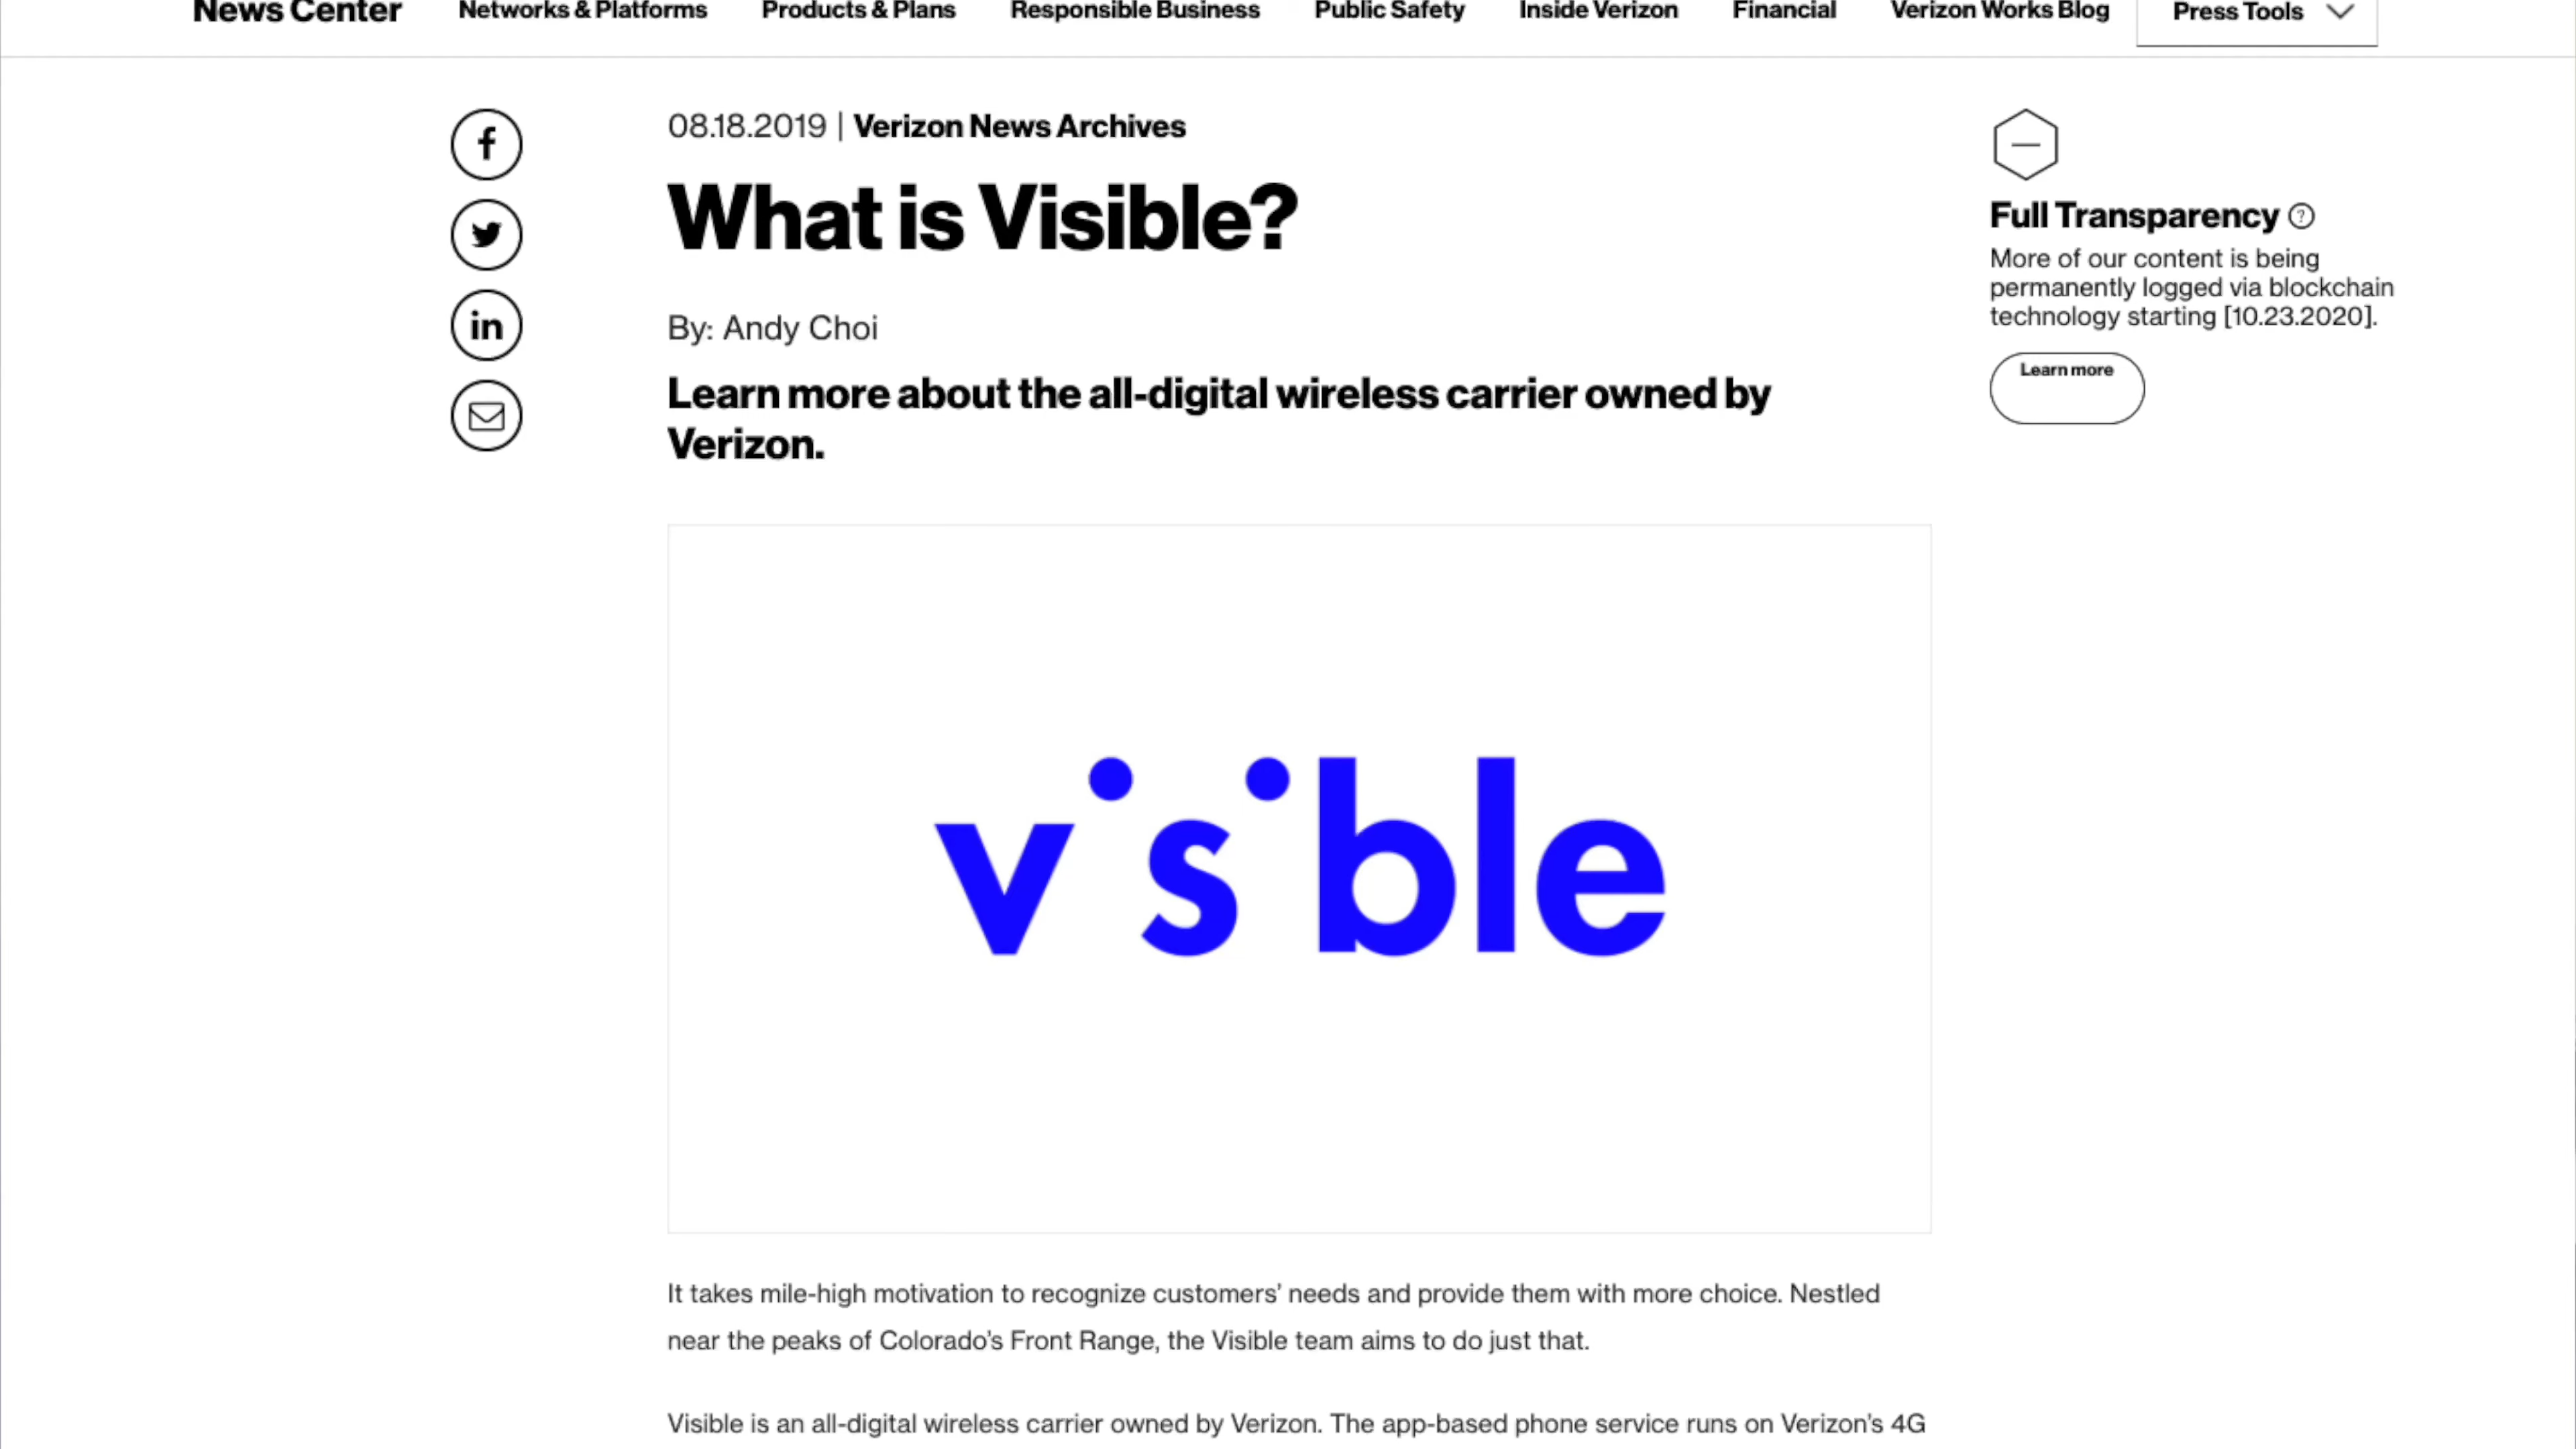 News Center Networks & Platforms Products & Plans Responsible Business Public Safety Inside Verizon Financial Verizon Works Blog Press Tools
08.18.2019 | Verizon News Archives
What is Visible?
By: Andy Choi
Learn more about the all-digital wireless carrier owned by
Verizon.
Full Transparency ?
More of our content is being
permanently logged via blockchain
technology starting [10.23.2020].
Learn more
f
in
visible
It takes mile-high motivation to recognize customers’ needs and provide them with more choice. Nestled
near the peaks of Colorado’s Front Range, the Visible team aims to do just that.
Visible is an all-digital wireless carrier owned by Verizon. The app-based phone service runs on Verizon’s 4G